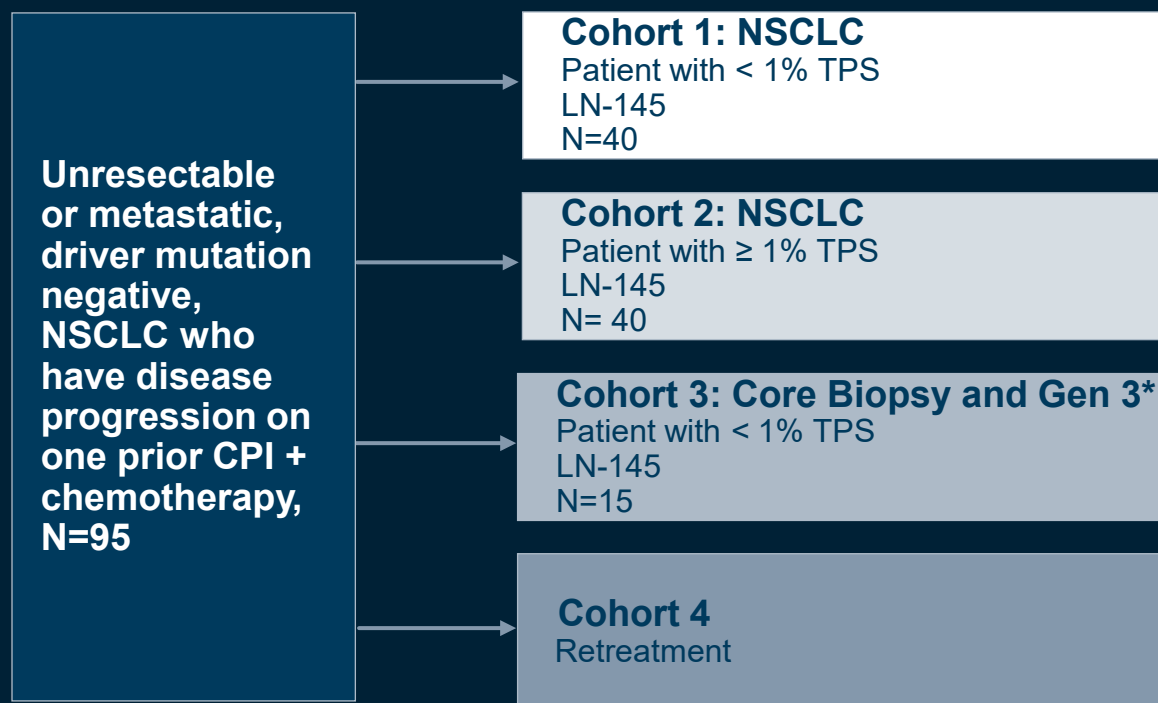 Unresectable
or metastatic,
driver mutation
negative,
NSCLC who
have disease
progression on
one prior CPI +
chemotherapy,
N=95
Cohort 1: NSCLC
Patient with < 1% TPS
LN-145
N=40
Cohort 2: NSCLC
Patient with ≥ 1% TPS
LN-145
N= 40
Cohort 3: Core Biopsy and Gen 3*
Patient with < 1% TPS
LN-145
N=15
Cohort 4
Retreatment